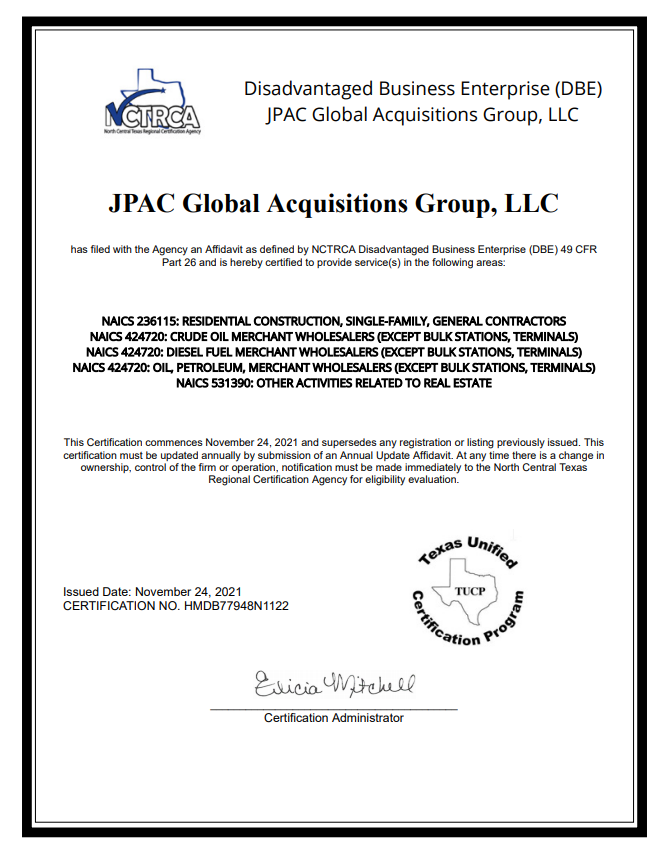 NCTRCA
North Central Texas Regional Certification Agency
Disadvantaged Business Enterprise (DBE)
JPAC Global Acquisitions Group, LLC
JPAC Global Acquisitions Group, LLC
has filed with the Agency an Affidavit as defined by NCTRCA Disadvantaged Business Enterprise (DBE) 49 CFR
Part 26 and is hereby certified to provide service(s) in the following areas:
NAICS 236115: RESIDENTIAL CONSTRUCTION, SINGLE-FAMILY, GENERAL CONTRACTORS
NAICS 424720: CRUDE OIL MERCHANT WHOLESALERS (EXCEPT BULK STATIONS, TERMINALS)
NAICS 424720: DIESEL FUEL MERCHANT WHOLESALERS (EXCEPT BULK STATIONS, TERMINALS)
NAICS 424720: OIL, PETROLEUM, MERCHANT WHOLESALERS (EXCEPT BULK STATIONS, TERMINALS)
NAICS 531390: OTHER ACTIVITIES RELATED TO REAL ESTATE
This Certification commences November 24, 2021 and supersedes any registration or listing previously issued. This
certification must be updated annually by submission of an Annual Update Affidavit. At any time there is a change in
ownership, control of the firm or operation, notification must be made immediately to the North Central Texas
Regional Certification Agency for eligibility evaluation.
Texas Unified
TUCP
Certification Program
Issued Date: November 24, 2021
CERTIFICATION NO. HMDB77948N1122
Mitchell
Certification Administrator